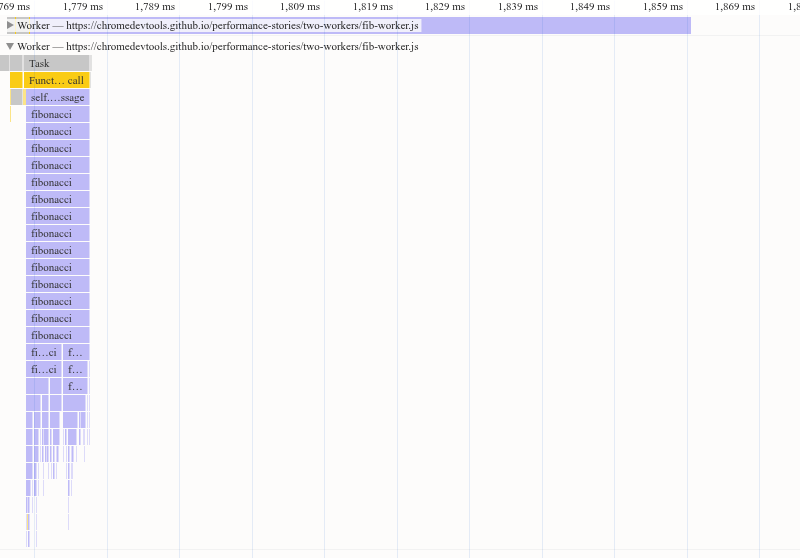 769 ms 1,779 ms 1,789 ms 1,799 ms 1,809 ms 1,819 ms 1,829 ms 1,839 ms 1,849 ms 1,859 ms 1,869 ms 1,8
Worker — https://chromedevtools.github.io/performance-stories/two-workers/fib-worker.js
Worker — https://chromedevtools.github.io/performance-stories/two-workers/fib-worker.js
Task
Funct… call
self.…ssage
fibonacci
fibonacci
fibonacci
fibonacci
fibonacci
fibonacci
fibonacci
fibonacci
fibonacci
fibonacci
fibonacci
fibonacci
fibonacci
fibonacci
fi…ci f…
fi…ci f…
f…